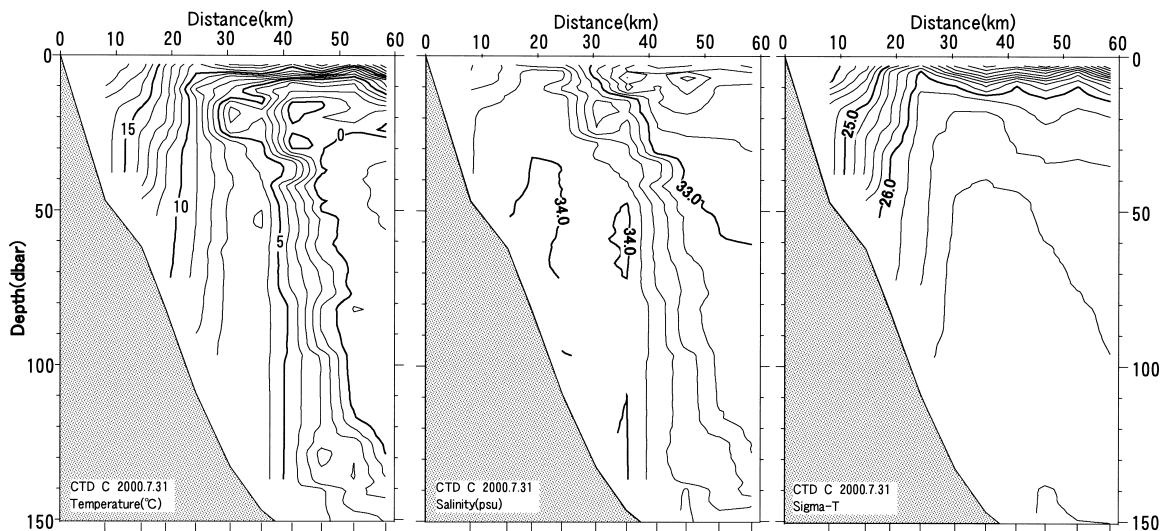 Distance(km) Distance(km) Distance(km)
0 10 20 30 40 50 60 0 10 20 30 40 50 60 0 10 20 30 40 50 60
0 0
15 0 25.0
33.0
10 34.0 26.0
50 50
5 34.0
Depth(dbar)
100 100
CTD C 2000.7.31 CTD C 2000.7.31 CTD C 2000.7.31
Temperature(℃) Salinity(psu) Sigma-T
150 150